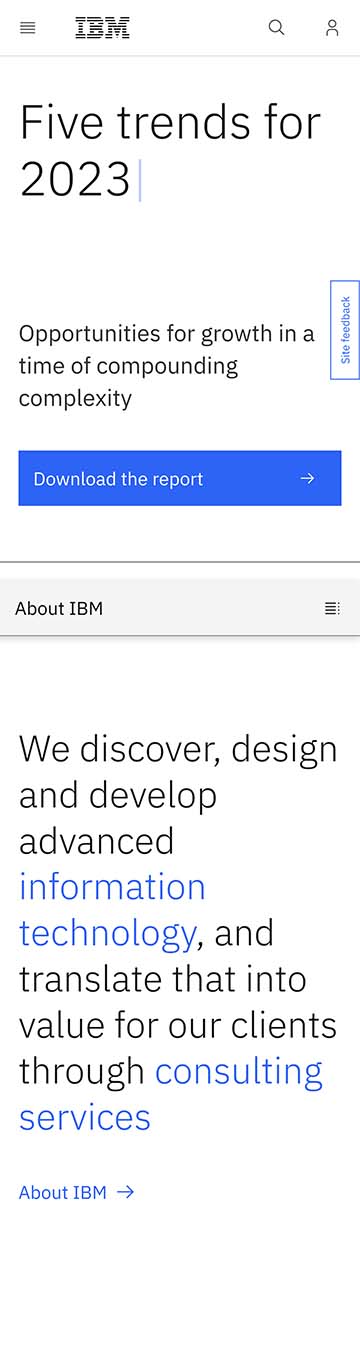 IBM
Five trends for
2023
Site feedback
Opportunities for growth in a
time of compounding
complexity
Download the report
About IBM
We discover, design
and develop
advanced
information
technology, and
translate that into
value for our clients
through consulting
services
About IBM